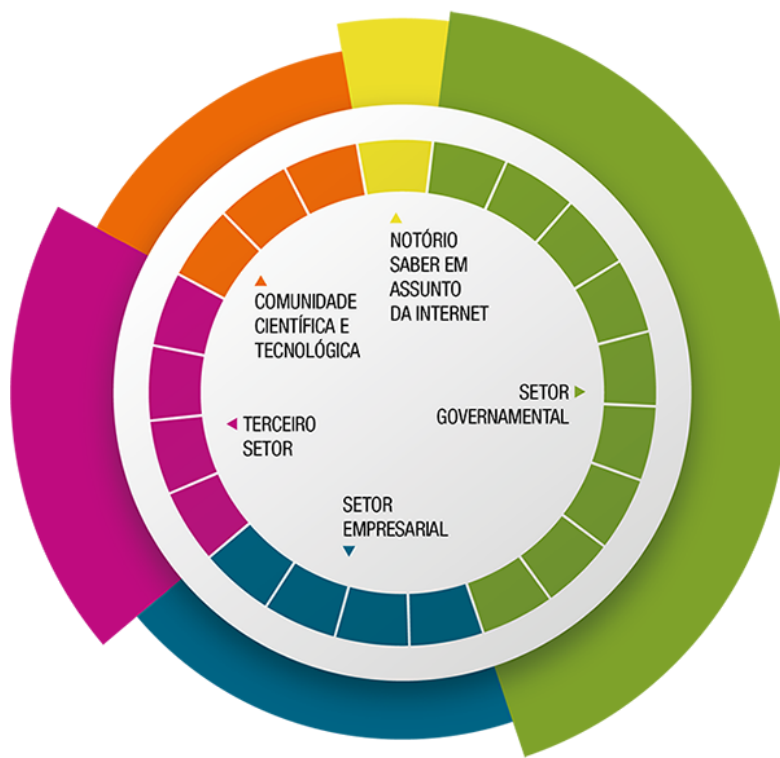 NOTÓRIO
SABER EM
ASSUNTO
DA INTERNET
COMUNIDADE
CIENTÍFICA E
TECNOLÓGICA
SETOR
GOVERNAMENTAL
TERCEIRO
SETOR
SETOR
EMPRESARIAL